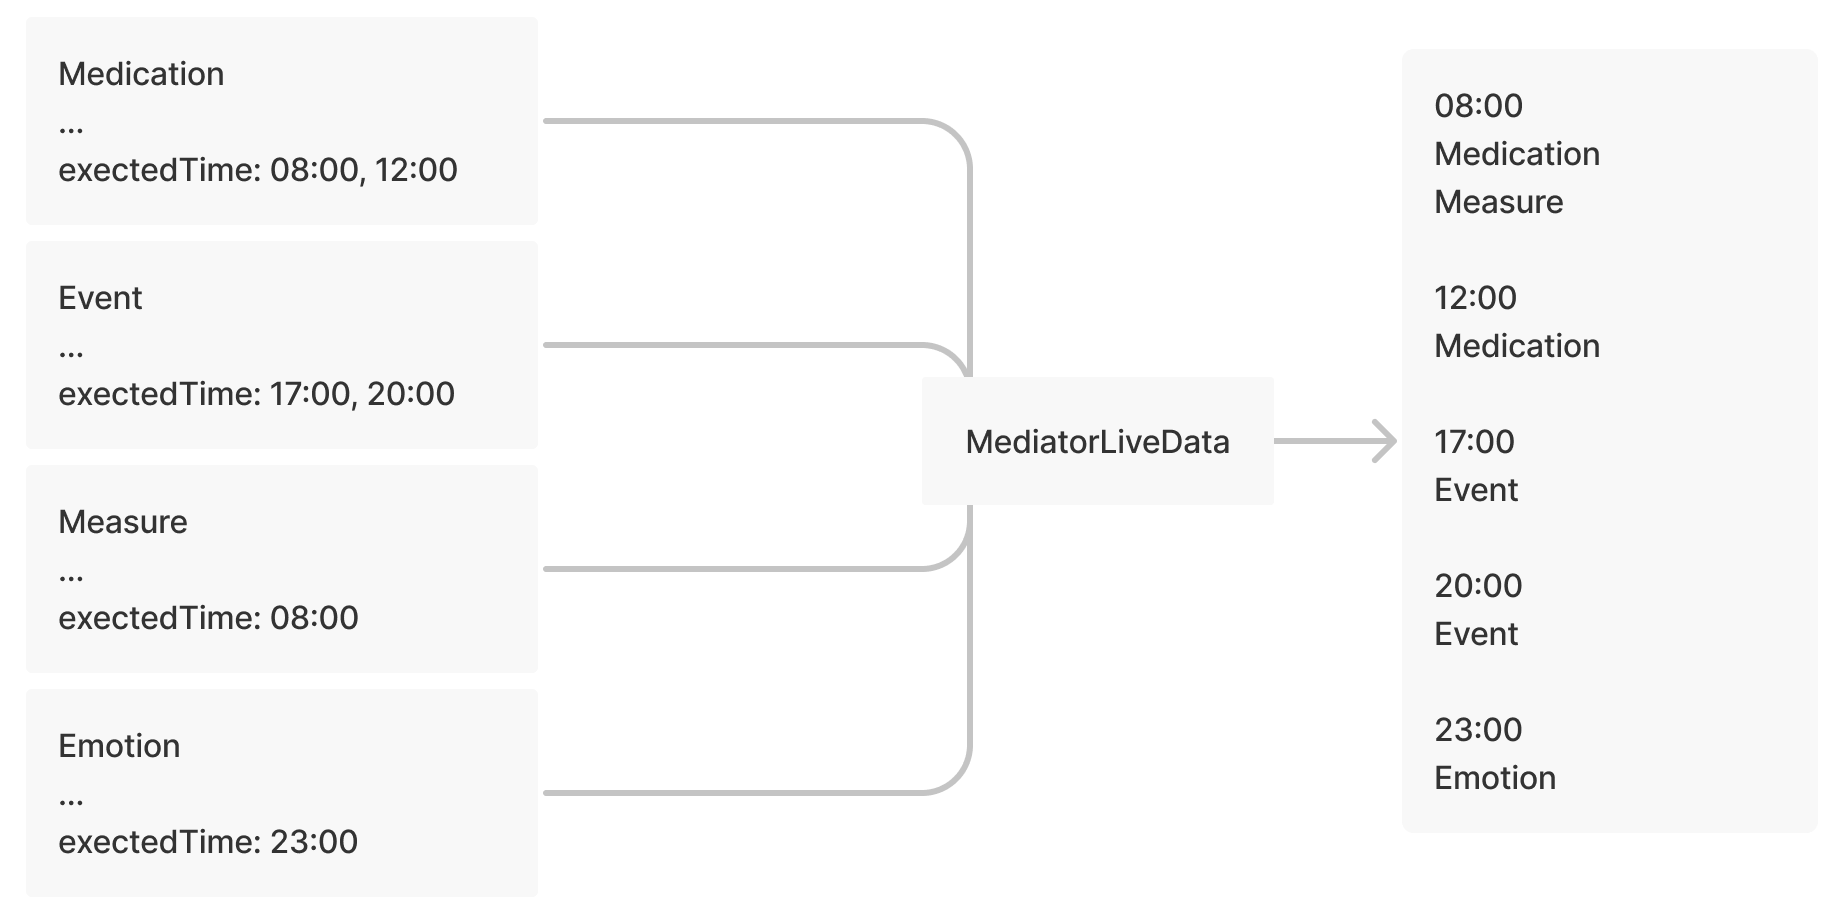 Medication
...
exectedTime: 08:00, 12:00
Event
...
exectedTime: 17:00, 20:00
Measure
...
exectedTime: 08:00
Emotion
...
exectedTime: 23:00
MediatorLiveData
08:00
Medication
Measure
12:00
Medication
17:00
Event
20:00
Event
23:00
Emotion